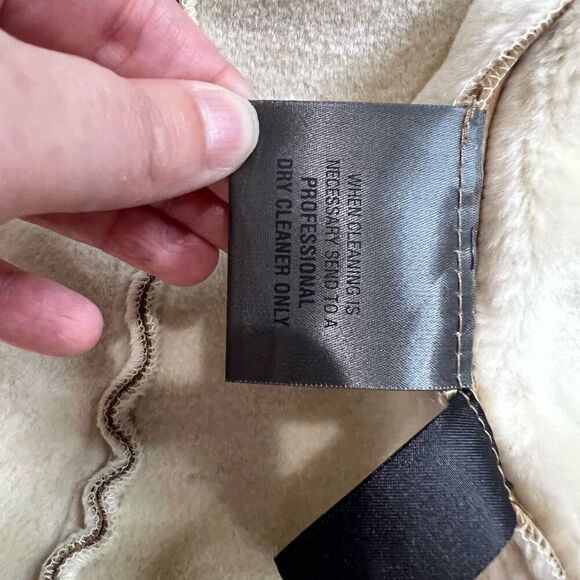 WHEN CLEANING IS
NECESSARY SEND TO A
PROFESSIONAL
DRY CLEANER ONLY